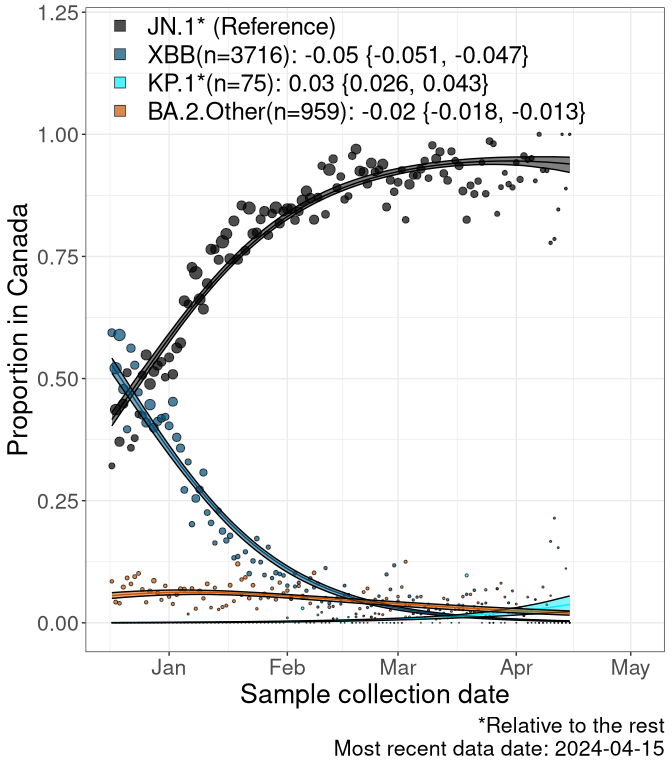 JN.1* (Reference)
XBB(n=3716): -0.05 {-0.051, -0.047}
KP.1*(n=75): 0.03 {0.026, 0.043}
BA.2.Other(n=959): -0.02 {-0.018, -0.013}
1.25
1.00
0.75
0.50
0.25
0.00
Proportion in Canada
Jan Feb Mar Apr May
Sample collection date
*Relative to the rest
Most recent data date: 2024-04-15